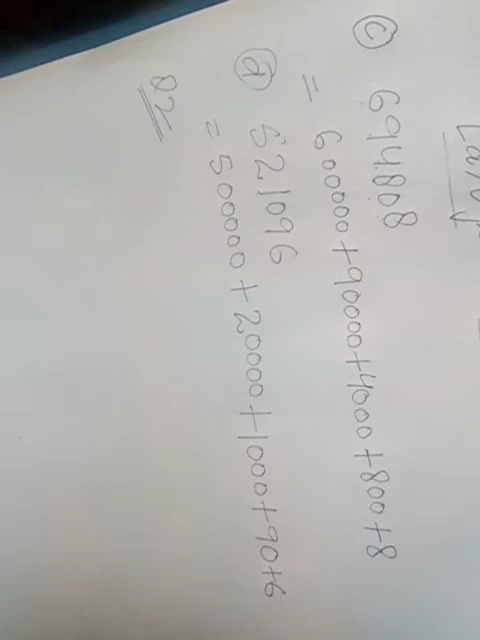 (c) 694808
= 600000+90000+4000+800+8
(d) 521096
= 500000+20000+1000+90+6
Q2